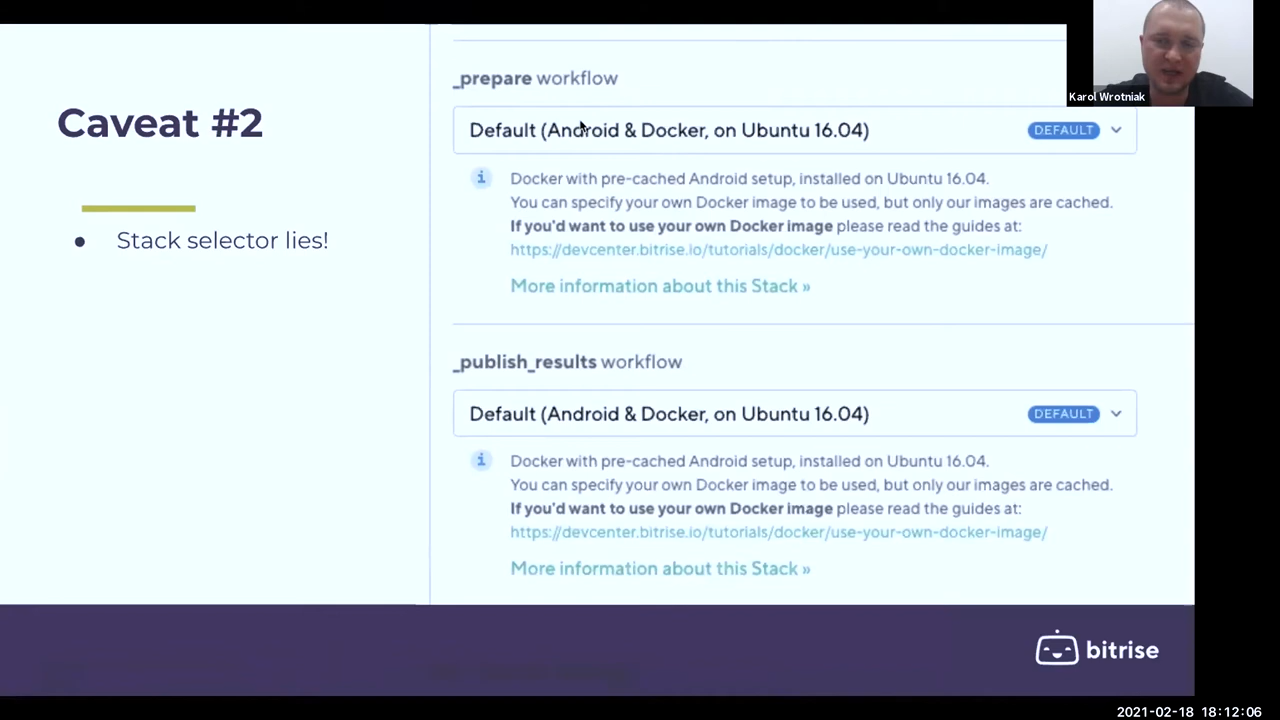 Caveat #2
● Stack selector lies!
_prepare workflow
Default (Android & Docker, on Ubuntu 16.04)
DEFAULT
Docker with pre-cached Android setup, installed on Ubuntu 16.04.
You can specify your own Docker image to be used, but only our images are cached.
If you'd want to use your own Docker image please read the guides at:
https://devcenter.bitrise.io/tutorials/docker/use-your-own-docker-image/
More information about this Stack »
_publish_results workflow
Default (Android & Docker, on Ubuntu 16.04)
DEFAULT
Docker with pre-cached Android setup, installed on Ubuntu 16.04.
You can specify your own Docker image to be used, but only our images are cached.
If you'd want to use your own Docker image please read the guides at:
https://devcenter.bitrise.io/tutorials/docker/use-your-own-docker-image/
More information about this Stack »
bitrise
Karol Wrotniak
2021-02-18 18:12:06